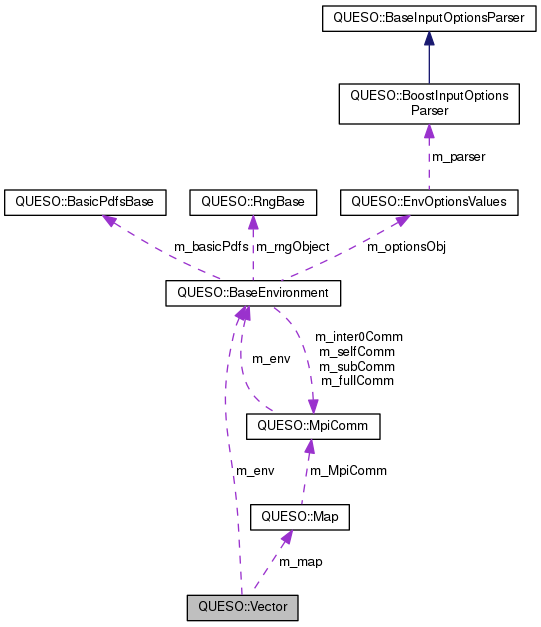 QUESO::BaseInputOptionsParser
QUESO::BoostInputOptions
Parser
m_parser
QUESO::BasicPdfsBase
QUESO::RngBase
QUESO::EnvOptionsValues
m_basicPdfs
m_rngObject
m_optionsObj
QUESO::BaseEnvironment
m_inter0Comm
m_selfComm
m_subComm
m_fullComm
m_env
QUESO::MpiComm
m_env
m_MpiComm
QUESO::Map
m_map
QUESO::Vector